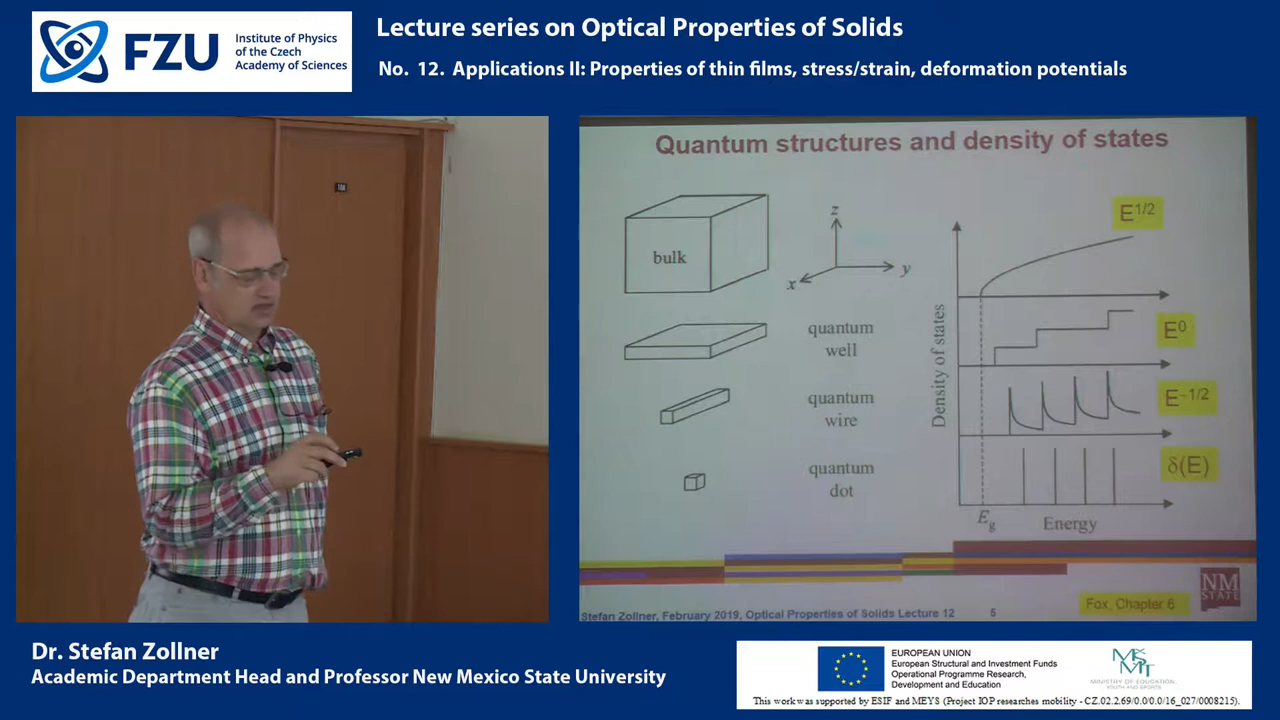 FZU
Institute of Physics
of the Czech
Academy of Sciences
Lecture series on Optical Properties of Solids
No. 12. Applications II: Properties of thin films, stress/strain, deformation potentials
Quantum structures and density of states
bulk
z
y
x
quantum
well
quantum
wire
quantum
dot
Density of states
E1/2
E0
E-1/2
δ(E)
Eg
Energy
NM
STATE
Fox, Chapter 6
Stefan Zollner, February 2019, Optical Properties of Solids Lecture 12 5
Dr. Stefan Zollner
Academic Department Head and Professor New Mexico State University
EUROPEAN UNION
European Structural and Investment Funds
Operational Programme Research,
Development and Education
MINISTRY OF EDUCATION,
YOUTH AND SPORTS
This work was supported by ESIF and MEYS (Project IOP researches mobility - CZ.02.2.69/0.0/0.0/16_027/0008215).